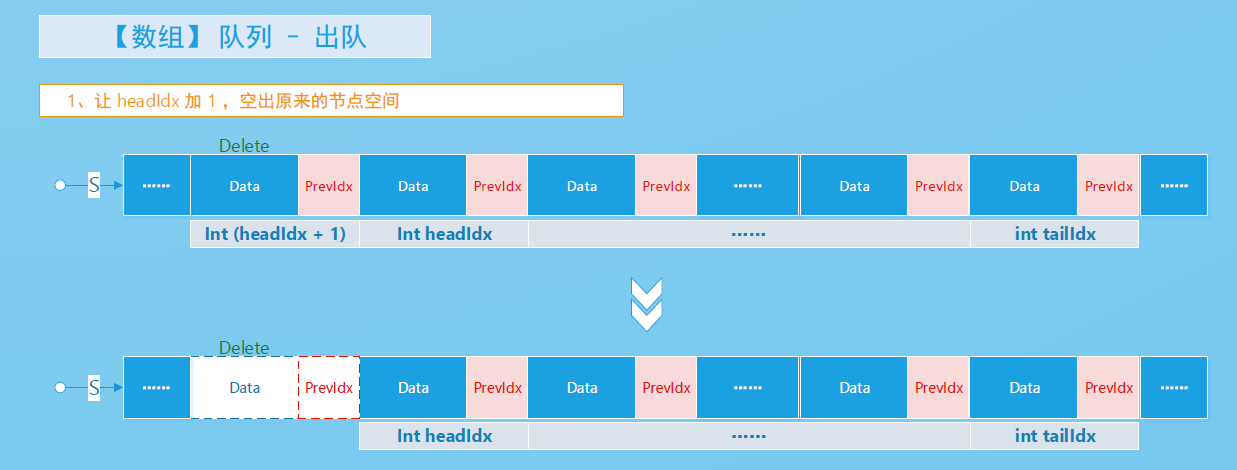 【数组】 队列 - 出队
1、让 headIdx 加 1 ，空出原来的节点空间
Delete
S ······ Data PrevIdx Data PrevIdx Data PrevIdx ······ Data PrevIdx Data PrevIdx ······
Int (headIdx + 1) Int headIdx ······ int tailIdx
Delete
S ······ Data PrevIdx Data PrevIdx Data PrevIdx ······ Data PrevIdx Data PrevIdx ······
Int headIdx ······ int tailIdx